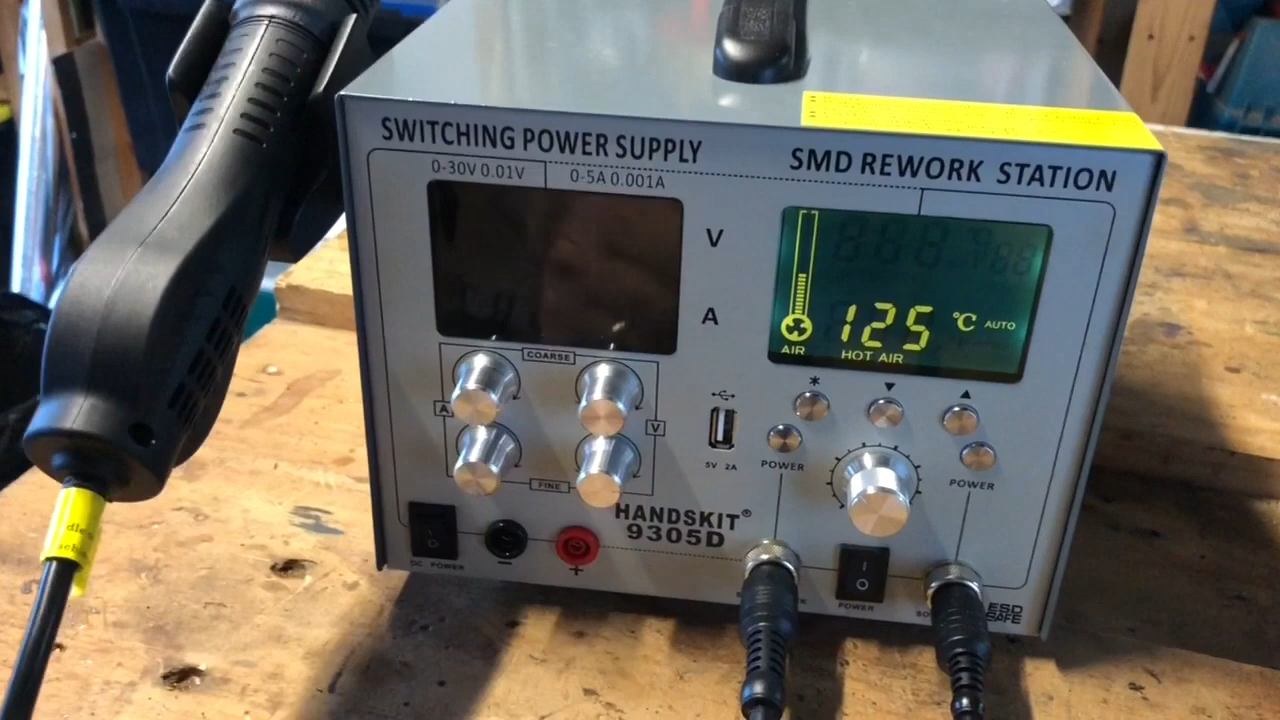 SWITCHING POWER SUPPLY
SMD REWORK STATION
0-30V 0.01V
0-5A 0.001A
V
A
125 °C AUTO
AIR
HOT AIR
COARSE
A
V
FINE
5V 2A
POWER
POWER
HANDSKIT®
9305D
DC POWER
POWER
ESD
SAFE